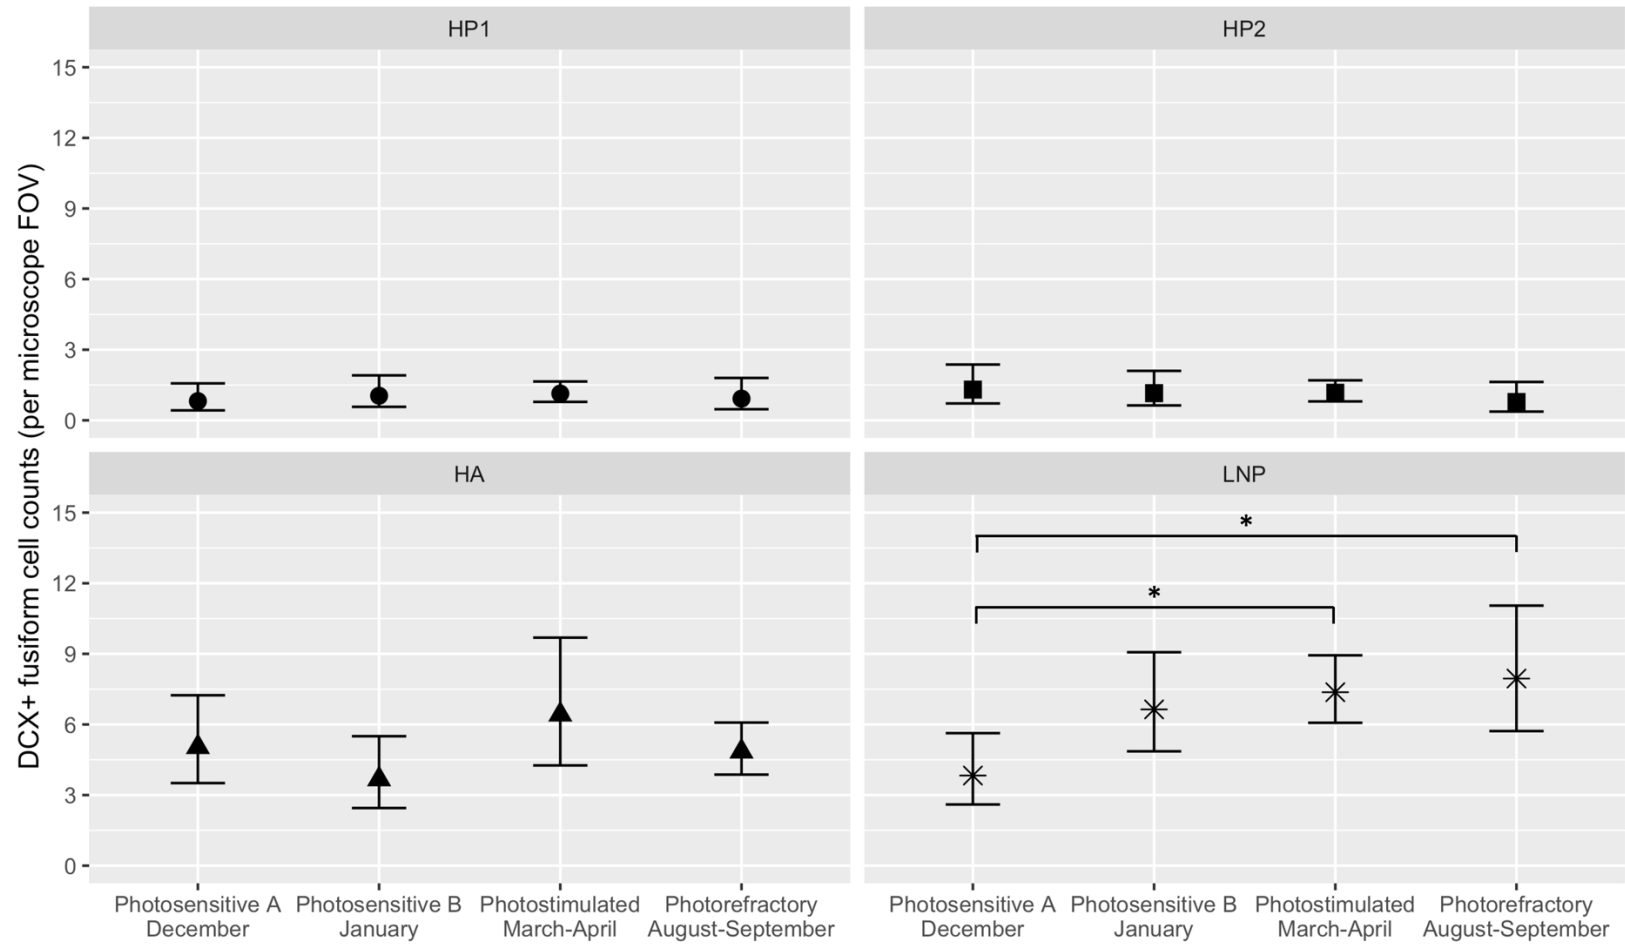 HP1
HP2
15
12
9
6
3
0
HA
LNP
15
12
9
6
3
0
*
*
DCX+ fusiform cell counts (per microscope FOV)
Photosensitive A
December
Photosensitive B
January
Photostimulated
March-April
Photorefractory
August-September
Photosensitive A
December
Photosensitive B
January
Photostimulated
March-April
Photorefractory
August-September